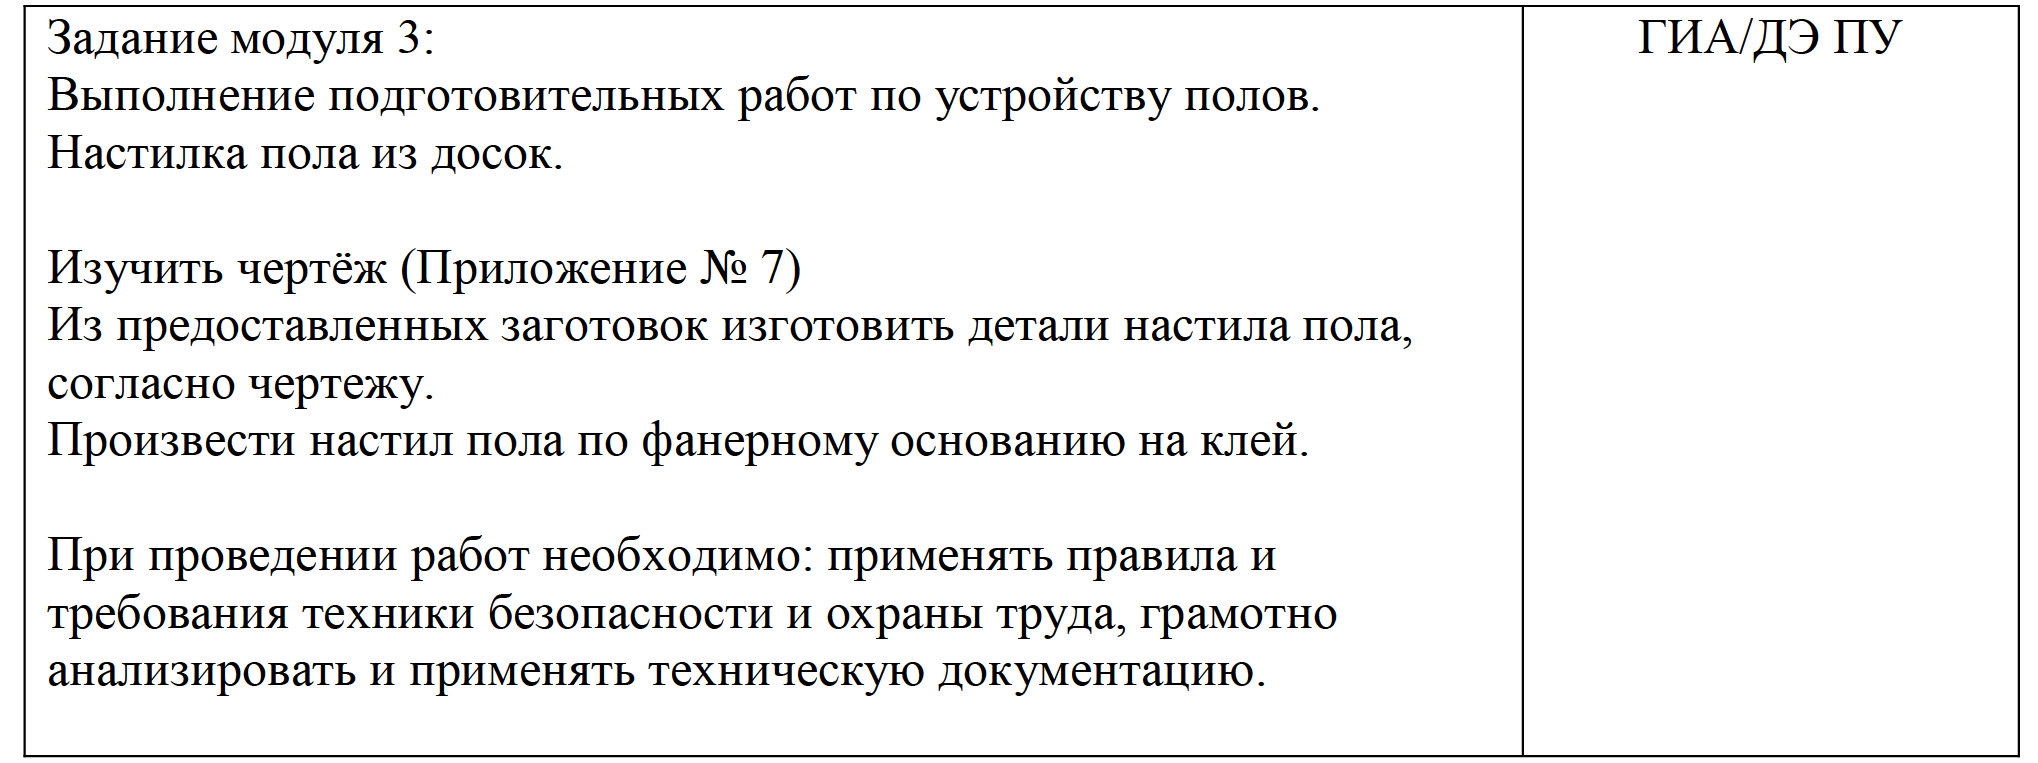 Задание модуля 3:
Выполнение подготовительных работ по устройству полов.
Настилка пола из досок.
Изучить чертёж (Приложение № 7)
Из предоставленных заготовок изготовить детали настила пола,
согласно чертежу.
Произвести настил пола по фанерному основанию на клей.
При проведении работ необходимо: применять правила и
требования техники безопасности и охраны труда, грамотно
анализировать и применять техническую документацию.
ГИА/ДЭ ПУ